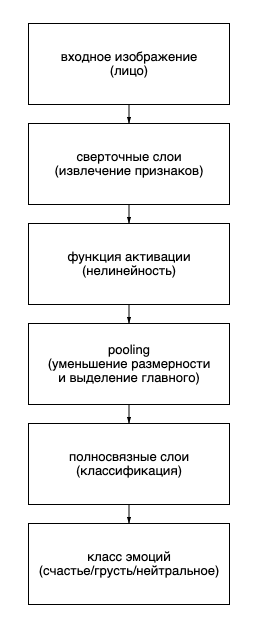 входное изображение
(лицо)
сверточные слои
(извлечение признаков)
функция активации
(нелинейность)
pooling
(уменьшение размерности
и выделение главного)
полносвязные слои
(классификация)
класс эмоций
(счастье/грусть/нейтральное)